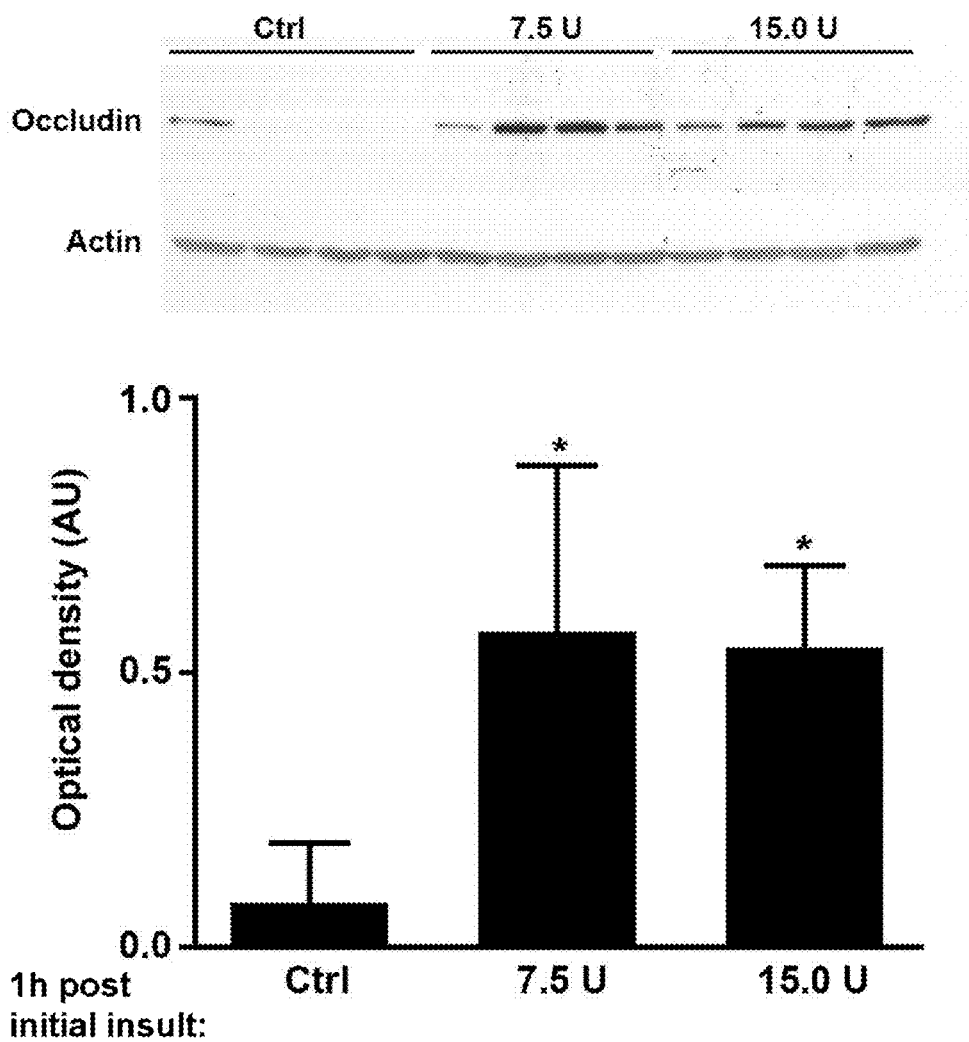 Ctrl 7.5 U 15.0 U
Occludin
Actin
1.0
*
*
Optical density (AU)
0.5
0.0
Ctrl 7.5 U 15.0 U
1h post
initial insult: